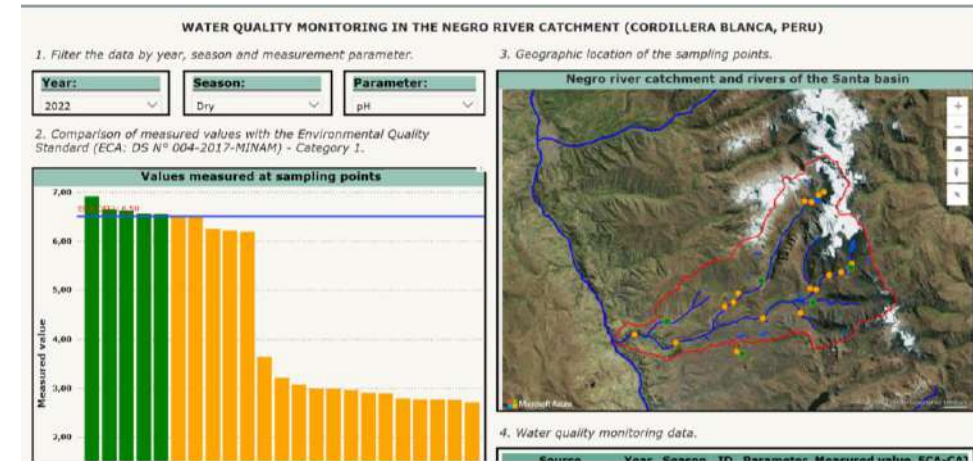 WATER QUALITY MONITORING IN THE NEGRO RIVER CATCHMENT (CORDILLERA BLANCA, PERU)
1. Filter the data by year, season and measurement parameter.
Year:
2022
Season:
Dry
Parameter:
pH
2. Comparison of measured values with the Environmental Quality
Standard (ECA: DS N° 004-2017-MINAM) - Category 1.
Values measured at sampling points
7,00
6,00
5,00
4,00
3,00
2,00
Measured value
3. Geographic location of the sampling points.
Negro river catchment and rivers of the Santa basin
Microsoft Azure
4. Water quality monitoring data.
Source Year Season ID Parameter Measured value ECA-CA1